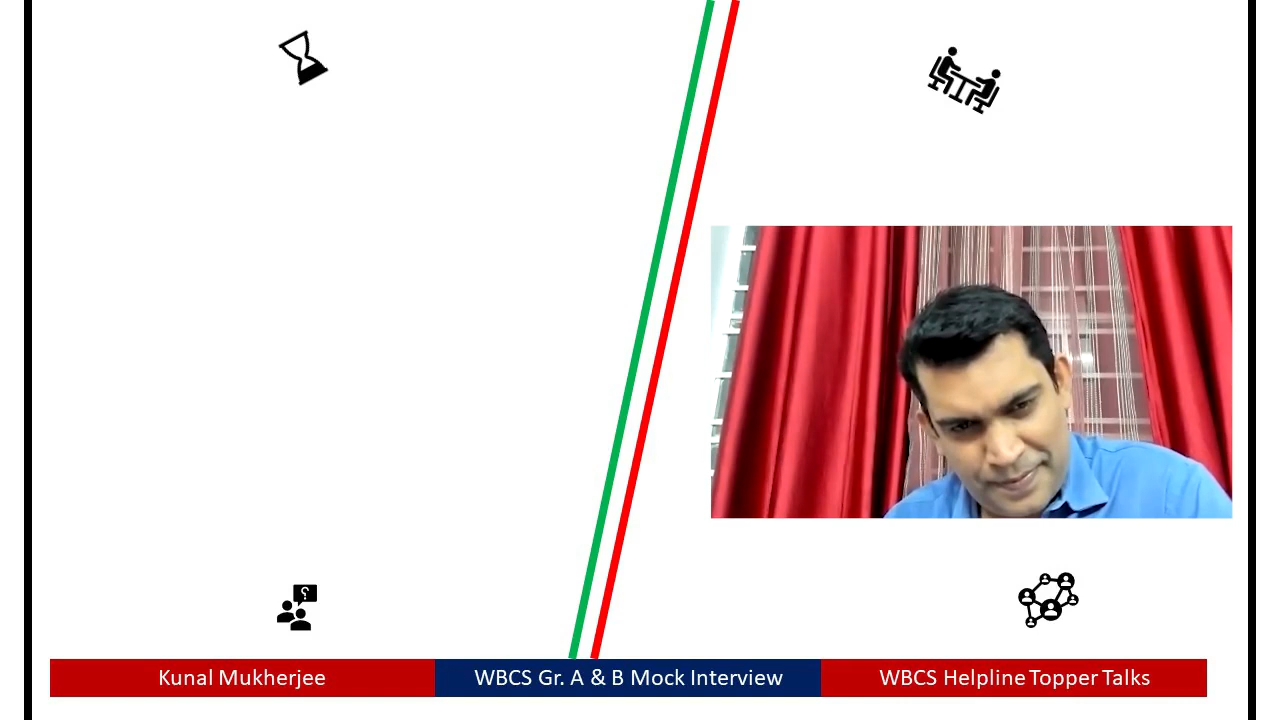 Kunal Mukherjee
WBCS Gr. A & B Mock Interview
WBCS Helpline Topper Talks